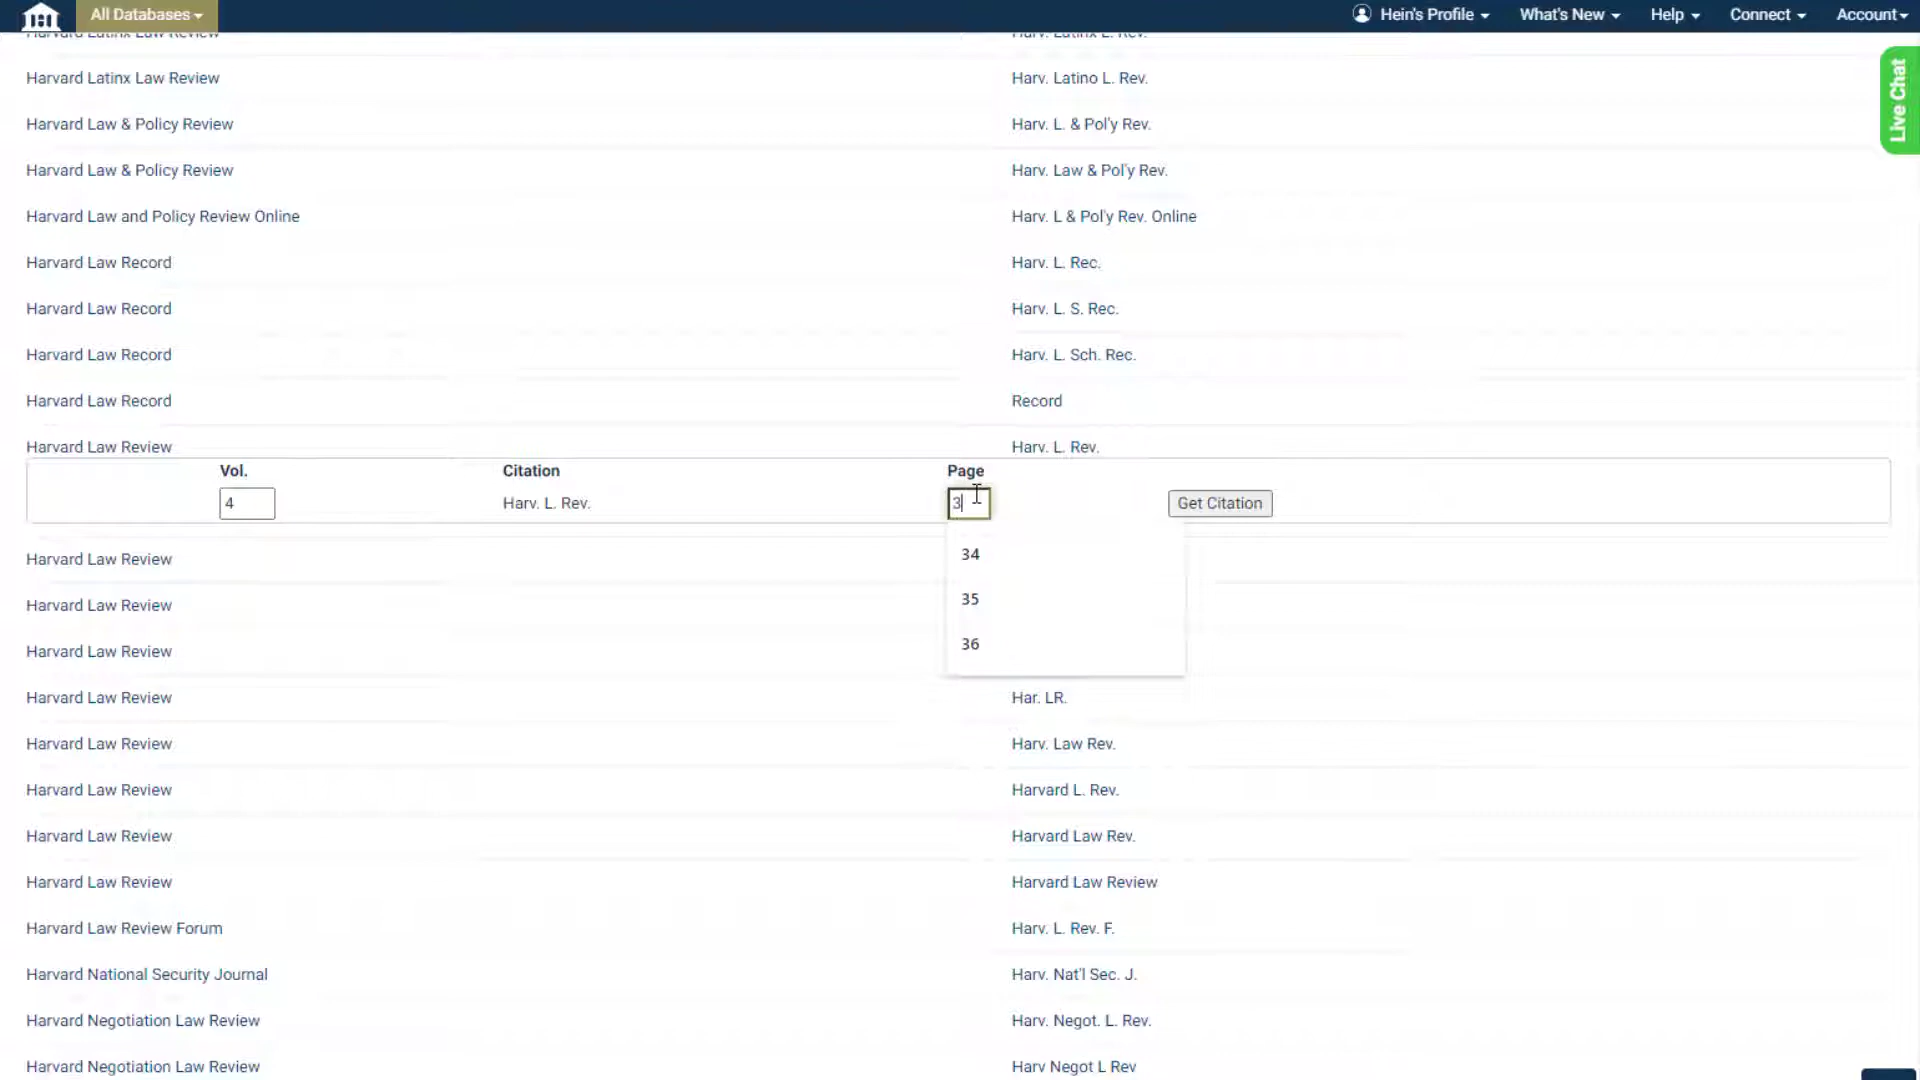 All Databases
Hein's Profile
What's New
Help
Connect
Account
Live Chat
Harvard Latinx Law Review Harv. Latinx L. Rev.
Harvard Latinx Law Review Harv. Latino L. Rev.
Harvard Law & Policy Review Harv. L. & Pol'y Rev.
Harvard Law & Policy Review Harv. Law & Pol'y Rev.
Harvard Law and Policy Review Online Harv. L & Pol'y Rev. Online
Harvard Law Record Harv. L. Rec.
Harvard Law Record Harv. L. S. Rec.
Harvard Law Record Harv. L. Sch. Rec.
Harvard Law Record Record
Harvard Law Review Harv. L. Rev.
Vol. Citation Page
4 Harv. L. Rev. 3 Get Citation
34
Harvard Law Review
35
Harvard Law Review
36
Harvard Law Review
Harvard Law Review Har. LR.
Harvard Law Review Harv. Law Rev.
Harvard Law Review Harvard L. Rev.
Harvard Law Review Harvard Law Rev.
Harvard Law Review Harvard Law Review
Harvard Law Review Forum Harv. L. Rev. F.
Harvard National Security Journal Harv. Nat'l Sec. J.
Harvard Negotiation Law Review Harv. Negot. L. Rev.
Harvard Negotiation Law Review Harv Negot L Rev